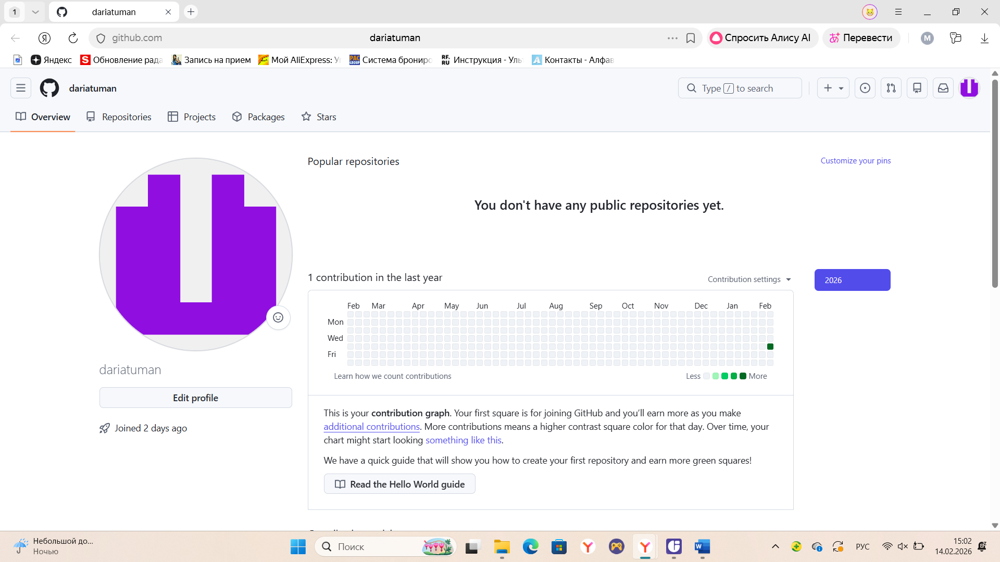 1
dariatuman
github.com
dariatuman
Спросить Алису AI
Перевести
M
Яндекс
Обновление рада
Запись на прием
Мой AliExpress: У
PAC GROUP
Система брониро
RF. RU
Инструкция - Уль
Контакты - Алфав
dariatuman
Type / to search
Overview
Repositories
Projects
Packages
Stars
Popular repositories
Customize your pins
You don't have any public repositories yet.
1 contribution in the last year
Contribution settings
2026
Feb Mar Apr May Jun Jul Aug Sep Oct Nov Dec Jan Feb
Mon
Wed
Fri
Learn how we count contributions
Less
More
dariatuman
Edit profile
Joined 2 days ago
This is your contribution graph. Your first square is for joining GitHub and you’ll earn more as you make
additional contributions. More contributions means a higher contrast square color for that day. Over time, your
chart might start looking something like this.
We have a quick guide that will show you how to create your first repository and earn more green squares!
Read the Hello World guide
Небольшой до...
Ночью
Поиск
РУС
15:02
14.02.2026